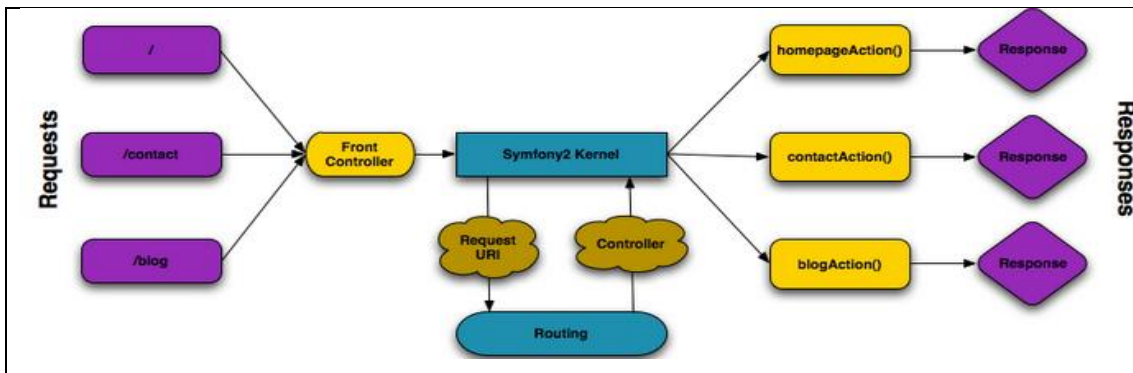 Requests
/
/contact
/blog
Front
Controller
Symfony2 Kernel
Request
URI
Controller
Routing
homepageAction()
contactAction()
blogAction()
Response
Response
Response
Responses